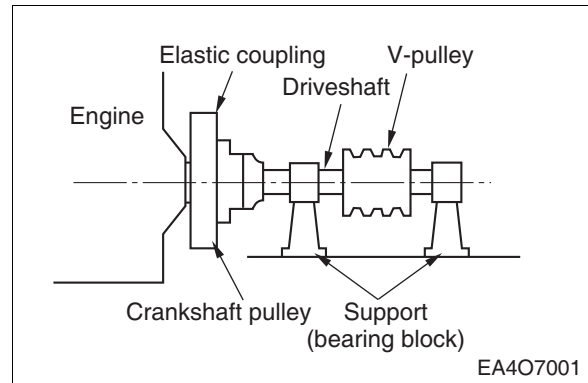 Elastic coupling
V-pulley
Driveshaft
Engine
Crankshaft pulley
Support
(bearing block)
EA4O7001